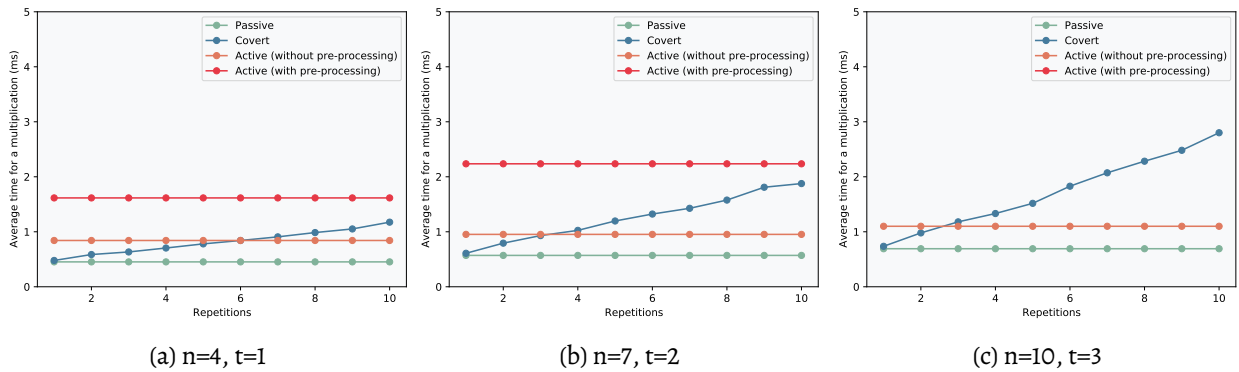 5
4
3
2
1
0
Average time for a multiplication (ms)
Passive
Covert
Active (without pre-processing)
Active (with pre-processing)
2 4 6 8 10
Repetitions
(a) n=4, t=1
5
4
3
2
1
0
Average time for a multiplication (ms)
Passive
Covert
Active (without pre-processing)
Active (with pre-processing)
2 4 6 8 10
Repetitions
(b) n=7, t=2
5
4
3
2
1
0
Average time for a multiplication (ms)
Passive
Covert
Active (without pre-processing)
Active (with pre-processing)
2 4 6 8 10
Repetitions
(c) n=10, t=3